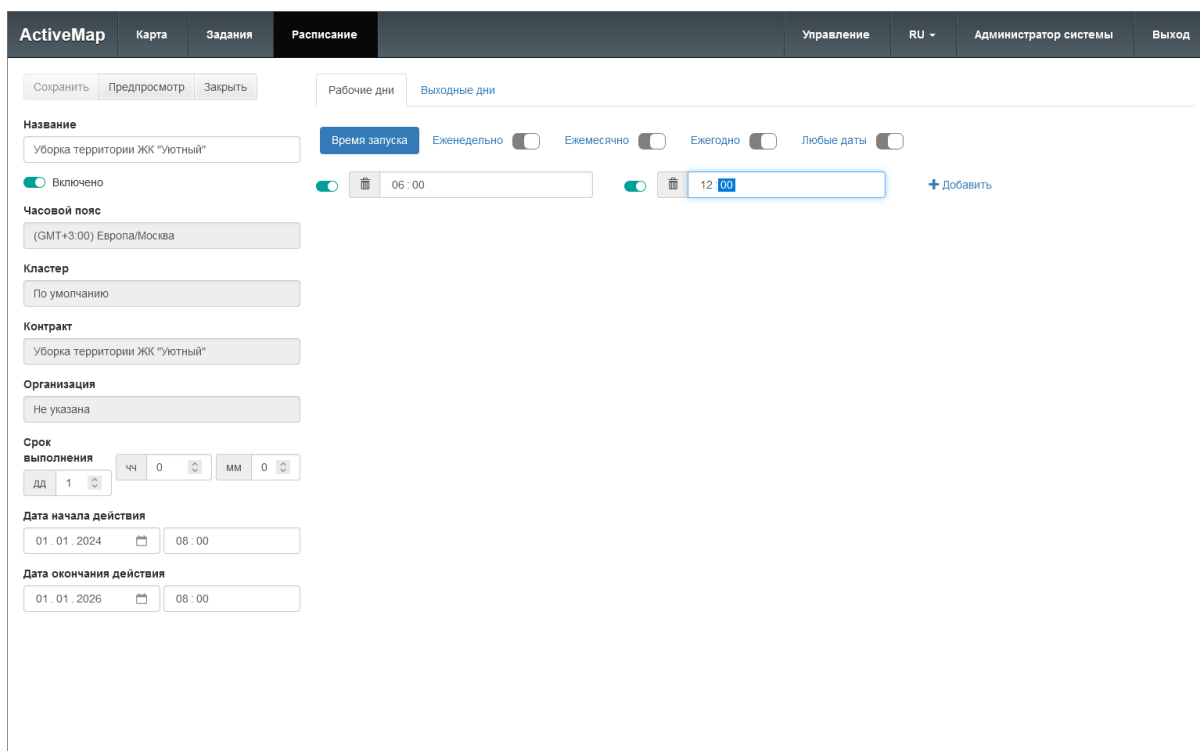 ActiveMap Карта Задания Расписание Управление RU Администратор системы Выход
Сохранить Предпросмотр Закрыть
Рабочие дни Выходные дни
Название
Уборка территории ЖК "Уютный"
Включено
Часовой пояс
(GMT+3:00) Европа/Москва
Кластер
По умолчанию
Контракт
Уборка территории ЖК "Уютный"
Организация
Не указана
Срок
выполнения
дд 1 чч 0 мм 0
Дата начала действия
01.01.2024 08:00
Дата окончания действия
01.01.2026 08:00
Время запуска Еженедельно Ежемесячно Ежегодно Любые даты
06:00 12:00 + Добавить